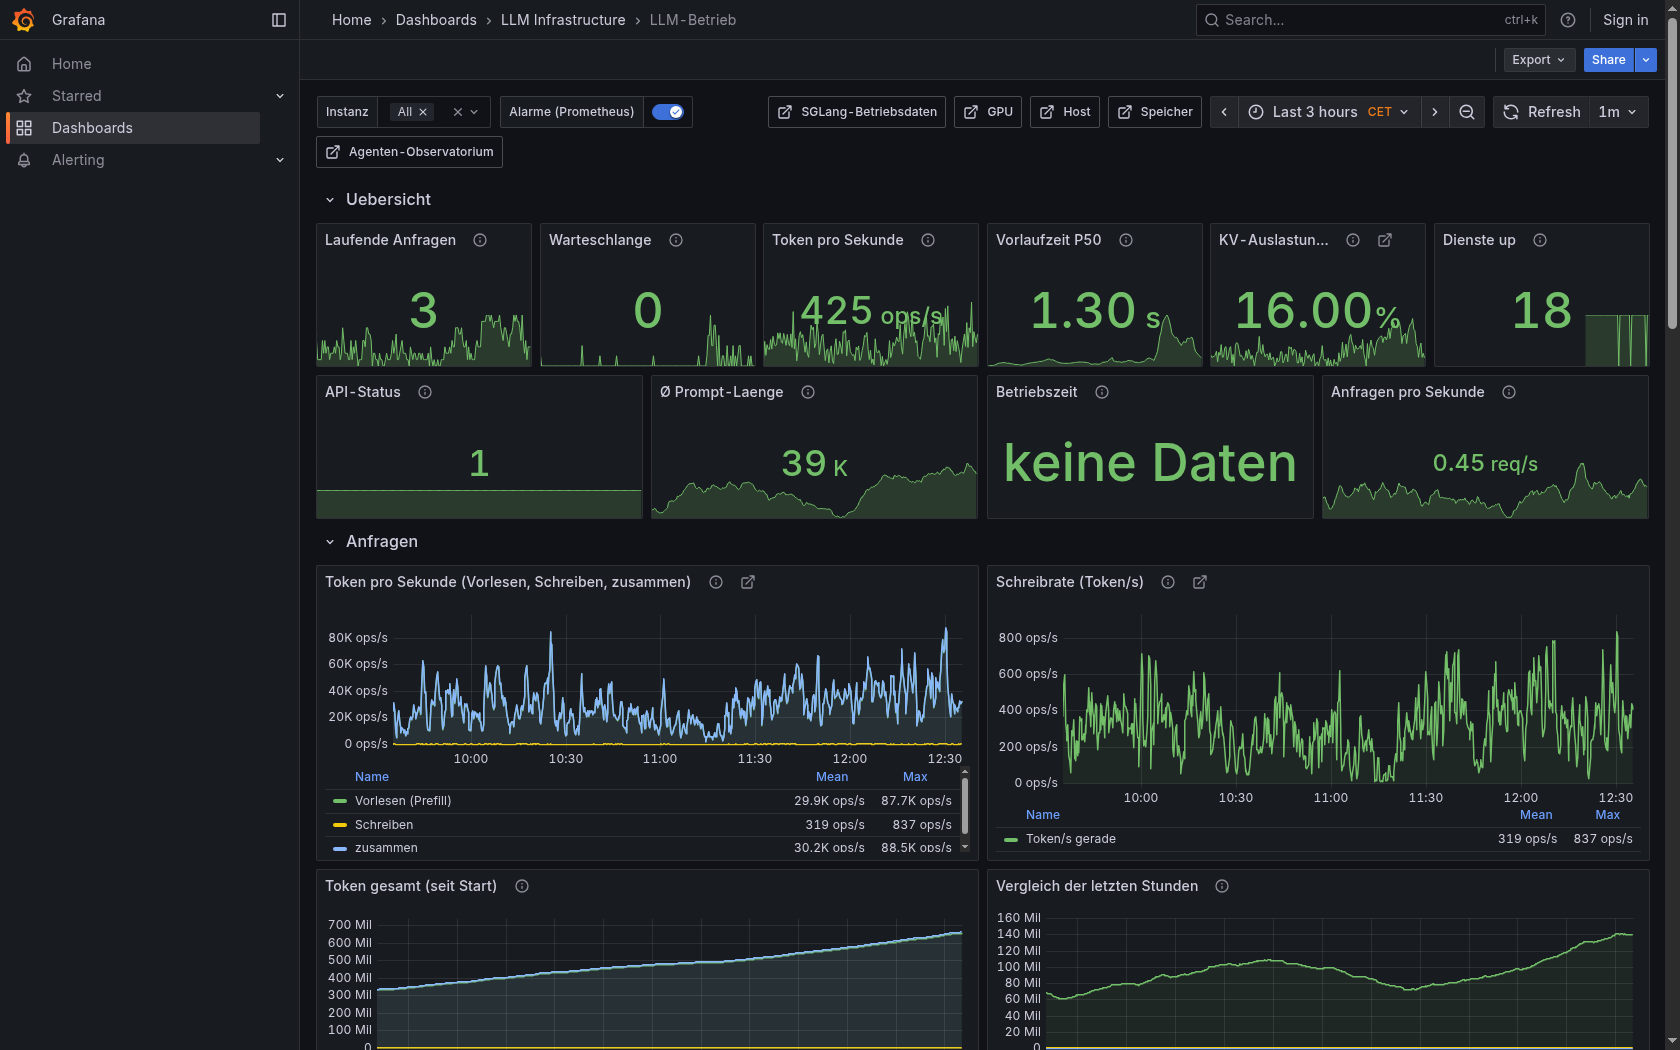 Grafana
Home › Dashboards › LLM Infrastructure › LLM-Betrieb
Search... ctrl+k
Sign in
Home
Starred
Dashboards
Alerting
Export
Share
Instanz All
Alarme (Prometheus)
SGLang-Betriebsdaten
GPU
Host
Speicher
Last 3 hours CET
Refresh 1m
Agenten-Observatorium
Uebersicht
Laufende Anfragen
3
Warteschlange
0
Token pro Sekunde
425 ops/s
Vorlaufzeit P50
1.30 s
KV-Auslastun...
16.00%
Dienste up
18
API-Status
1
Ø Prompt-Laenge
39 K
Betriebszeit
keine Daten
Anfragen pro Sekunde
0.45 req/s
Anfragen
Token pro Sekunde (Vorlesen, Schreiben, zusammen)
80K ops/s
60K ops/s
40K ops/s
20K ops/s
0 ops/s
10:00 10:30 11:00 11:30 12:00 12:30
Name Mean Max
Vorlesen (Prefill) 29.9K ops/s 87.7K ops/s
Schreiben 319 ops/s 837 ops/s
zusammen 30.2K ops/s 88.5K ops/s
Schreibrate (Token/s)
800 ops/s
600 ops/s
400 ops/s
200 ops/s
0 ops/s
10:00 10:30 11:00 11:30 12:00 12:30
Name Mean Max
Token/s gerade 319 ops/s 837 ops/s
Token gesamt (seit Start)
700 Mil
600 Mil
500 Mil
400 Mil
300 Mil
200 Mil
100 Mil
0
Vergleich der letzten Stunden
160 Mil
140 Mil
120 Mil
100 Mil
80 Mil
60 Mil
40 Mil
20 Mil
0